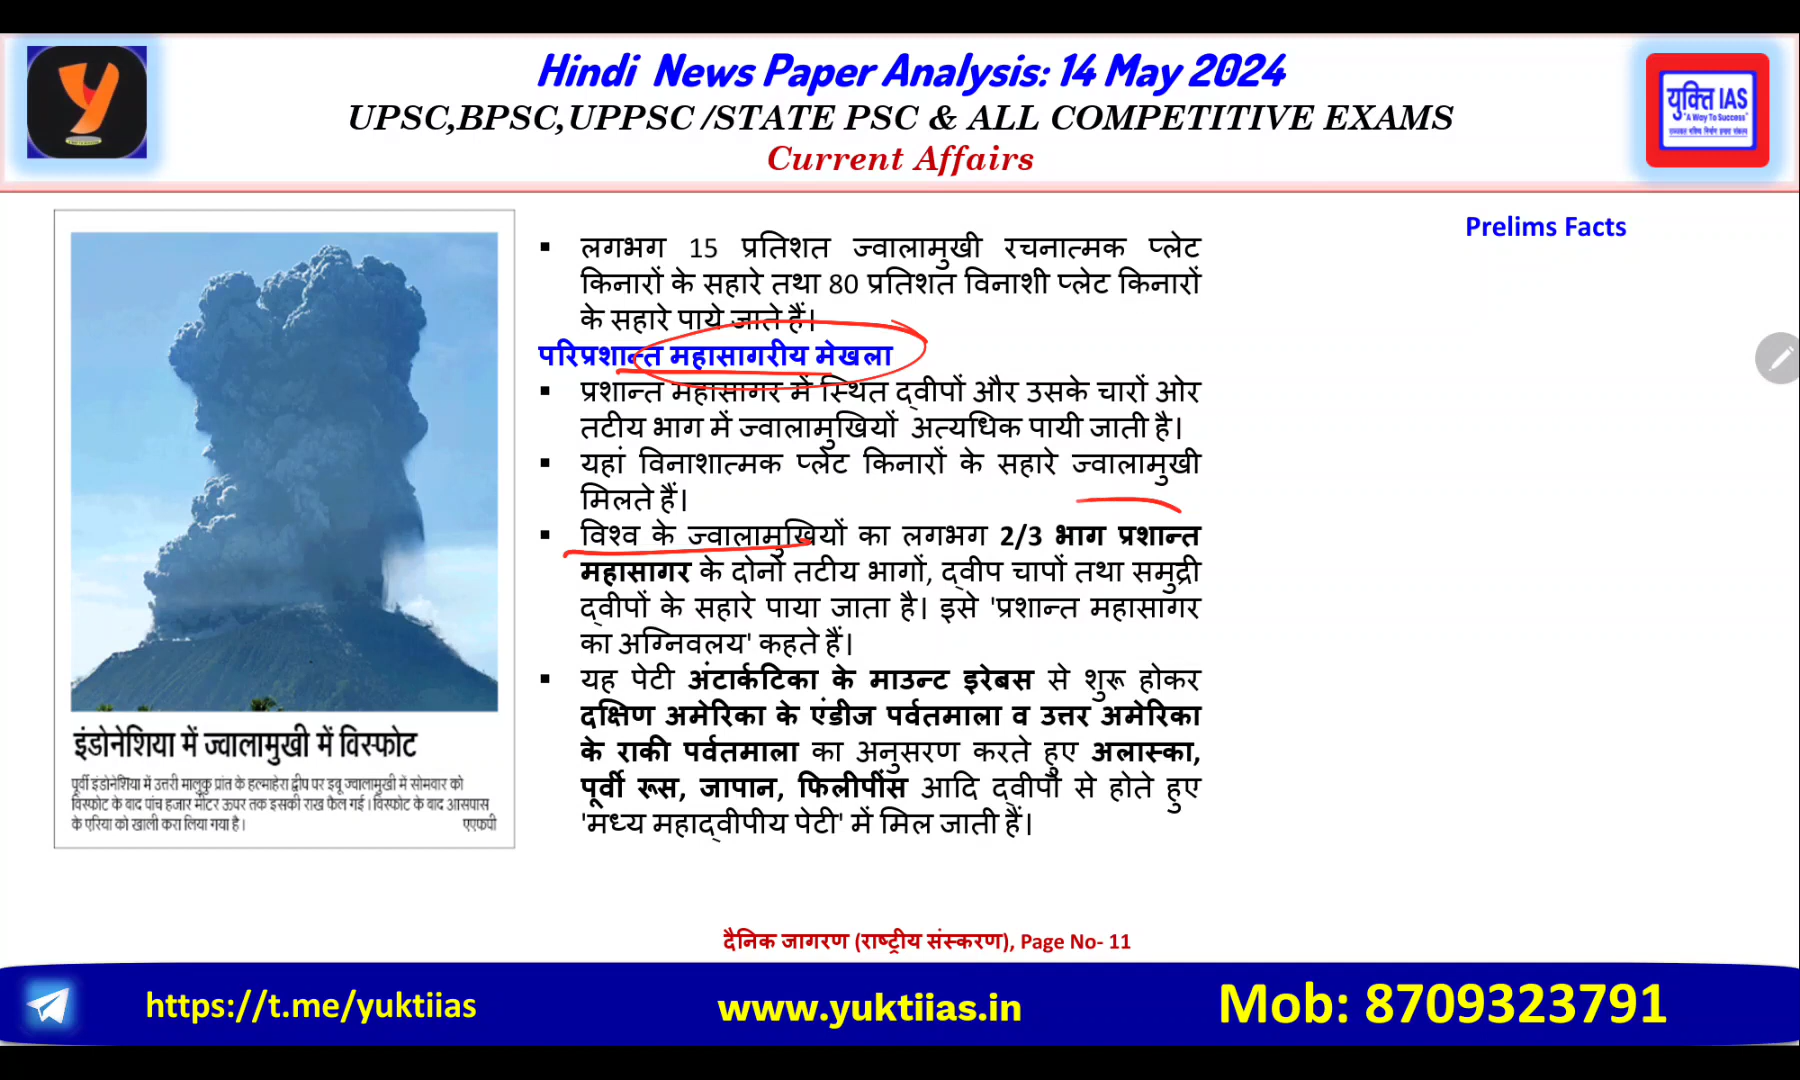 Hindi News Paper Analysis: 14 May 2024
UPSC,BPSC,UPPSC /STATE PSC & ALL COMPETITIVE EXAMS
Current Affairs
युक्ति IAS
"A Way To Success"
Prelims Facts
लगभग 15 प्रतिशत ज्वालामुखी रचनात्मक प्लेट
किनारों के सहारे तथा 80 प्रतिशत विनाशी प्लेट किनारों
के सहारे पाये जाते हैं।
परिप्रशान्त महासागरीय मेखला
प्रशान्त महासागर में स्थित द्वीपों और उसके चारों ओर
तटीय भाग में ज्वालामुखियों अत्यधिक पायी जाती है।
यहां विनाशात्मक प्लेट किनारों के सहारे ज्वालामुखी
मिलते हैं।
विश्व के ज्वालामुखियों का लगभग 2/3 भाग प्रशान्त
महासागर के दोनो तटीय भागों, द्वीप चापों तथा समुद्री
द्वीपों के सहारे पाया जाता है। इसे 'प्रशान्त महासागर
का अग्निवलय' कहते हैं।
यह पेटी अंटार्कटिका के माउन्ट इरेबस से शुरू होकर
दक्षिण अमेरिका के एंडीज पर्वतमाला व उत्तर अमेरिका
के राकी पर्वतमाला का अनुसरण करते हुए अलास्का,
पूर्वी रूस, जापान, फिलीपींस आदि द्वीपों से होते हुए
'मध्य महाद्वीपीय पेटी' में मिल जाती हैं।
इंडोनेशिया में ज्वालामुखी में विस्फोट
पूर्वी इंडोनेशिया में उत्तरी मालुकु प्रांत के हल्माहेरा द्वीप पर इबू ज्वालामुखी में सोमवार को
विस्फोट के बाद पांच हजार मीटर ऊपर तक इसकी राख फैल गई। विस्फोट के बाद आसपास
के एरिया को खाली करा लिया गया है। एएफपी
दैनिक जागरण (राष्ट्रीय संस्करण), Page No- 11
https://t.me/yuktiias
www.yuktiias.in
Mob: 8709323791